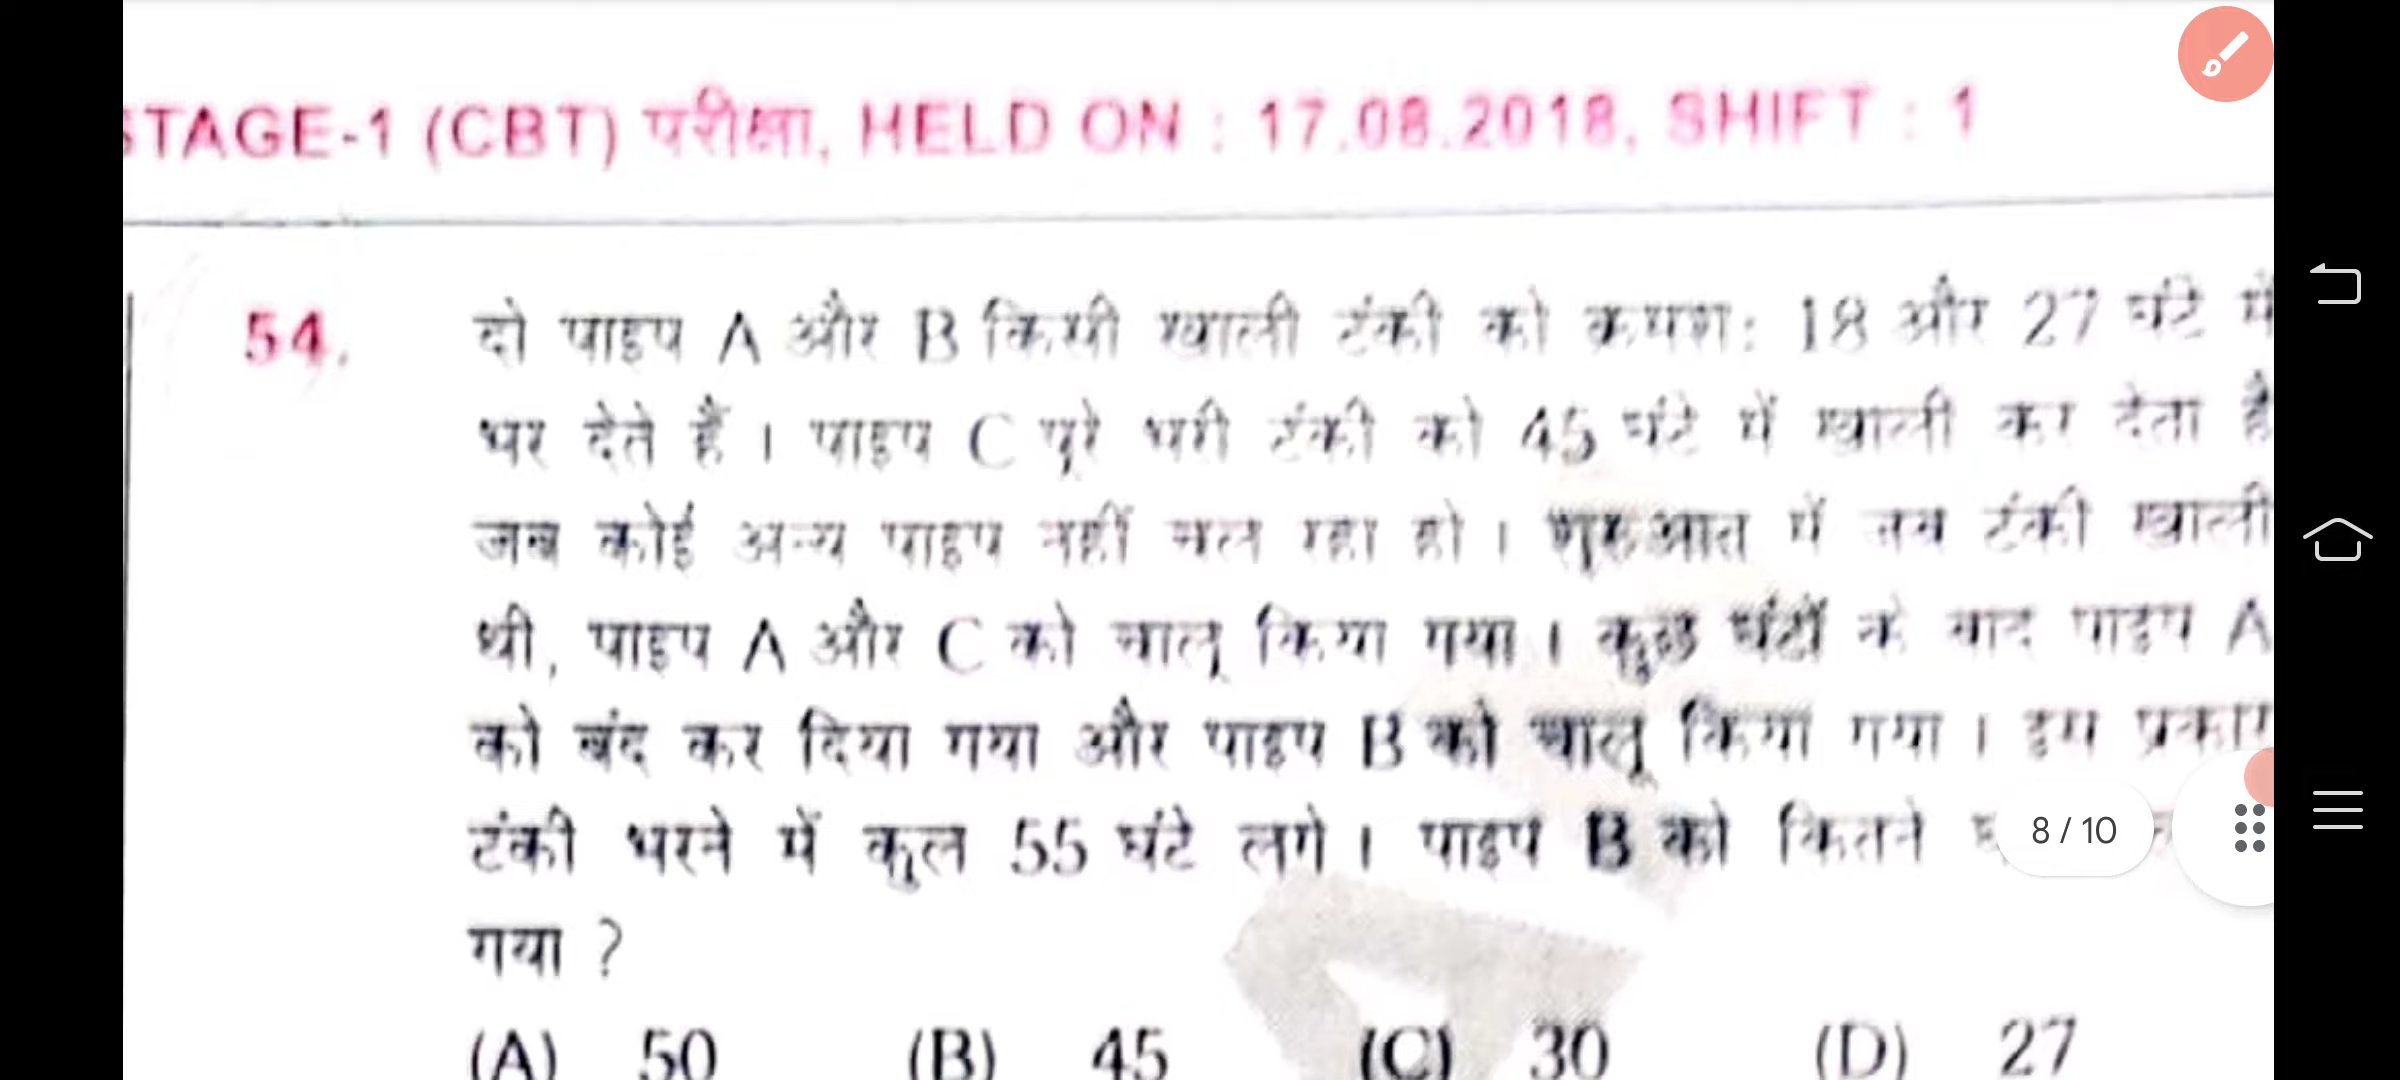 STAGE-1 (CBT) परीक्षा, HELD ON : 17.08.2018, SHIFT : 1
54. दो पाइप A और B किसी खाली टंकी को क्रमश: 18 और 27 घंटे में
भर देते हैं । पाइप C पूरे भरी टंकी को 45 घंटे में खाली कर देता है
जब कोई अन्य पाइप नहीं चल रहा हो । शुरुआत में जब टंकी खाली
थी, पाइप A और C को चालू किया गया । कुछ घंटों के बाद पाइप A
को बंद कर दिया गया और पाइप B को चालू किया गया । इस प्रकार
टंकी भरने में कुल 55 घंटे लगे । पाइप B को कितने
8 / 10
गया ?
(A) 50 (B) 45 (C) 30 (D) 27